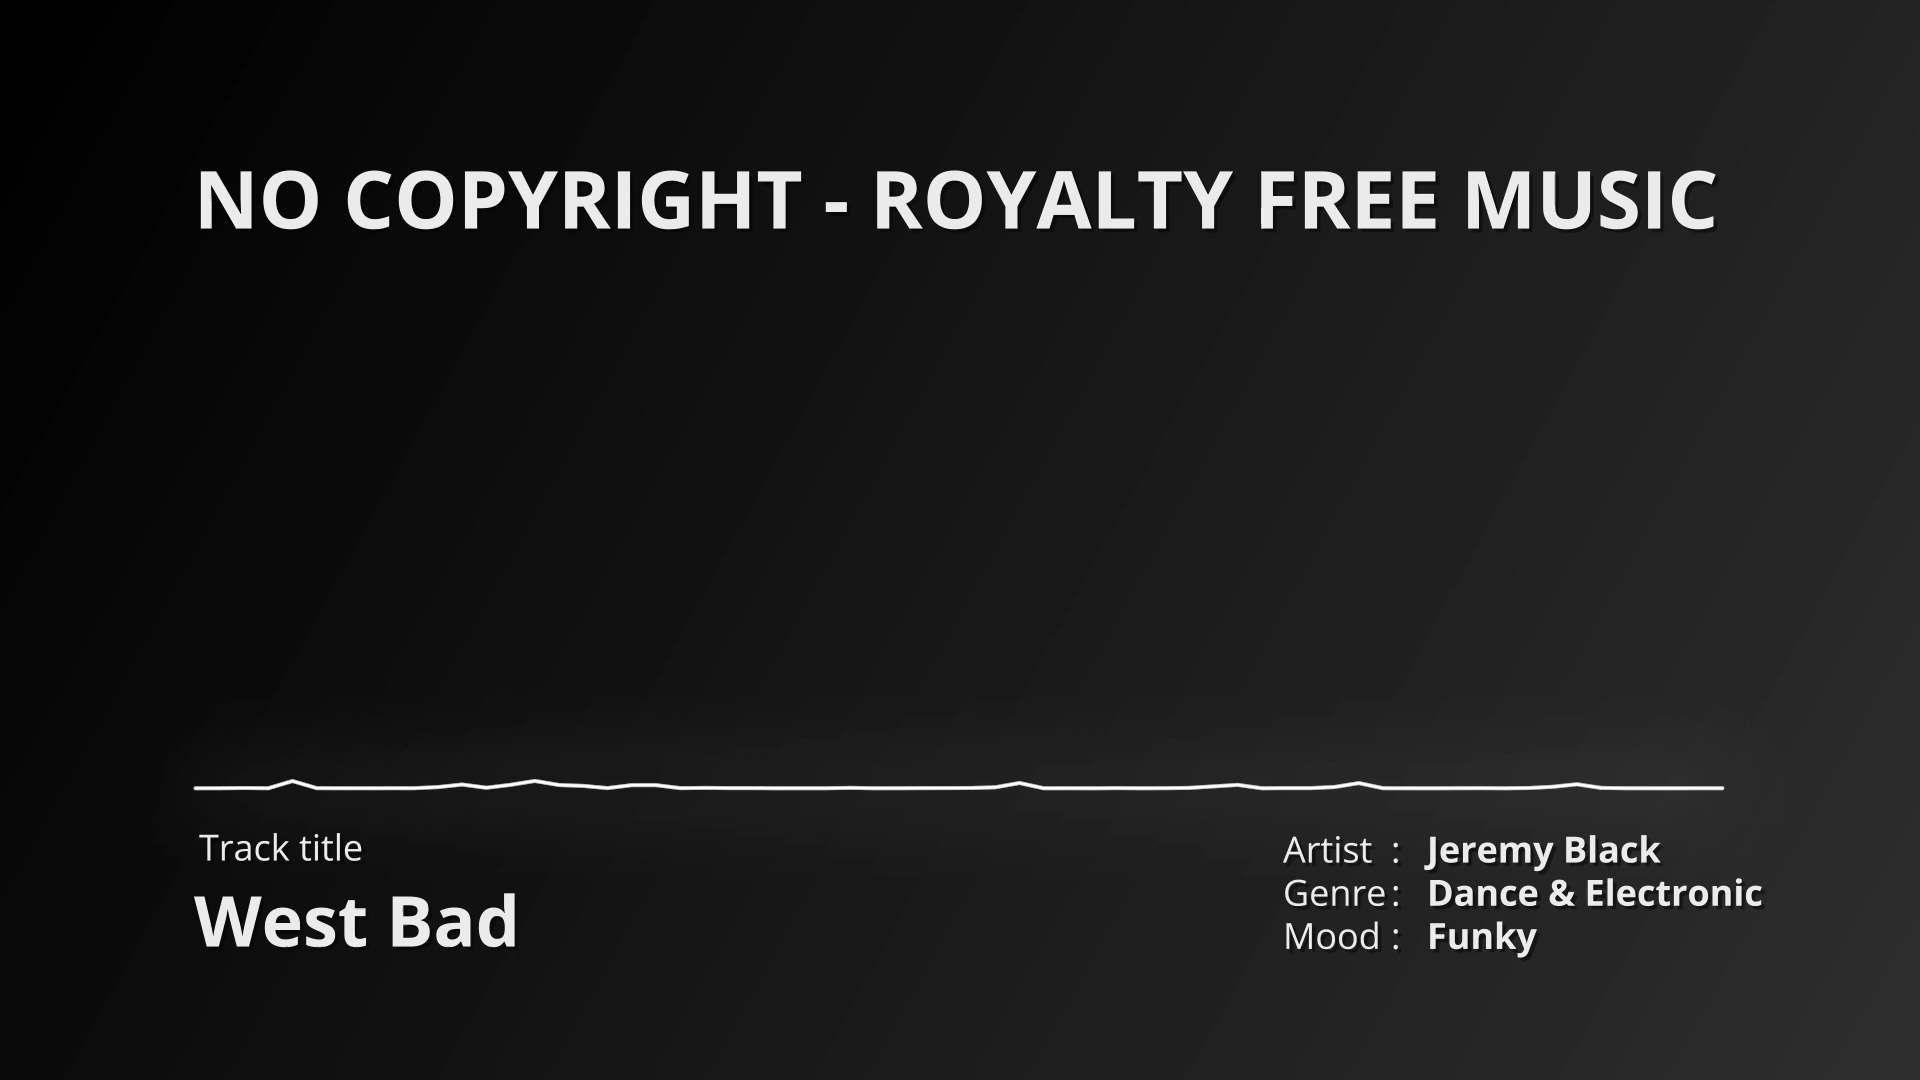 NO COPYRIGHT - ROYALTY FREE MUSIC
Track title
West Bad
Artist : Jeremy Black
Genre : Dance & Electronic
Mood : Funky